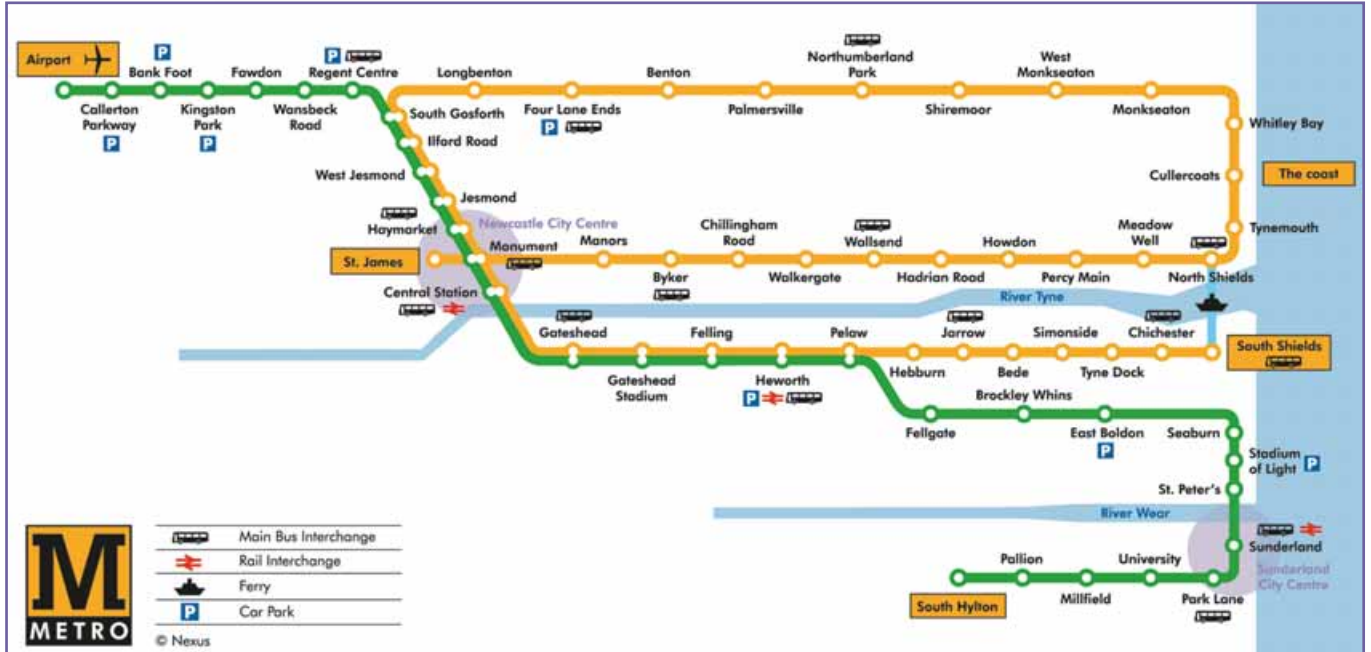 Airport
Bank Foot
Fawdon
Regent Centre
Callerton
Parkway
Kingston
Park
Wansbeck
Road
P
P
P
P
Longbenton
Benton
Northumberland
Park
West
Monkseaton
South Gosforth
Four Lane Ends
P
Palmersville
Shiremoor
Monkseaton
Ilford Road
Whitley Bay
West Jesmond
Cullercoats
The coast
Jesmond
Haymarket
Newcastle City Centre
Tynemouth
St. James
Monument
Manors
Byker
Chillingham
Road
Walkergate
Wallsend
Hadrian Road
Howdon
Percy Main
Meadow
Well
North Shields
Central Station
River Tyne
Gateshead
Gateshead
Stadium
Felling
Heworth
P
Pelaw
Hebburn
Jarrow
Bede
Simonside
Tyne Dock
Chichester
South Shields
Fellgate
Brockley Whins
East Boldon
P
Seaburn
Stadium
of Light
P
St. Peter's
River Wear
Sunderland
Sunderland
City Centre
Park Lane
University
Millfield
Pallion
South Hylton
M
METRO
Main Bus Interchange
Rail Interchange
Ferry
P
Car Park
© Nexus